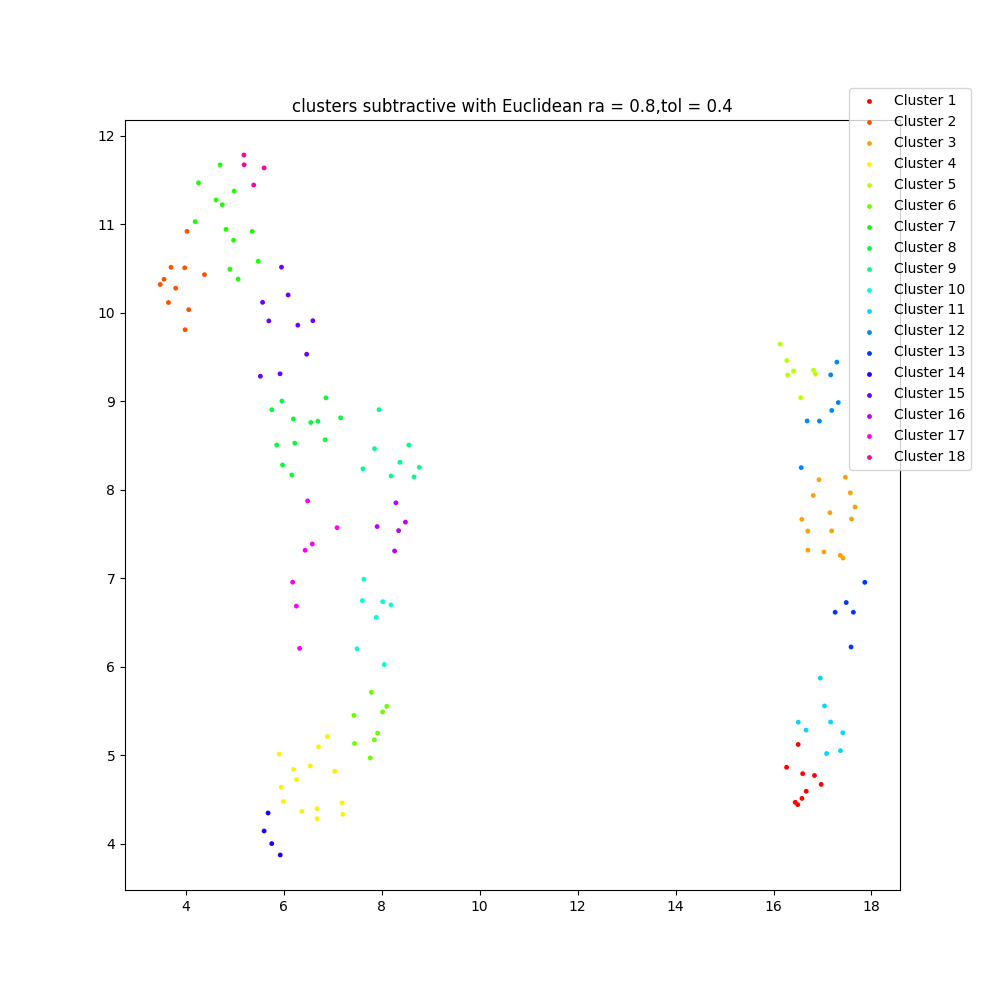 clusters subtractive with Euclidean ra = 0.8,tol = 0.4
Cluster 1
Cluster 2
Cluster 3
Cluster 4
Cluster 5
Cluster 6
Cluster 7
Cluster 8
Cluster 9
Cluster 10
Cluster 11
Cluster 12
Cluster 13
Cluster 14
Cluster 15
Cluster 16
Cluster 17
Cluster 18
12
11
10
9
8
7
6
5
4
4 6 8 10 12 14 16 18